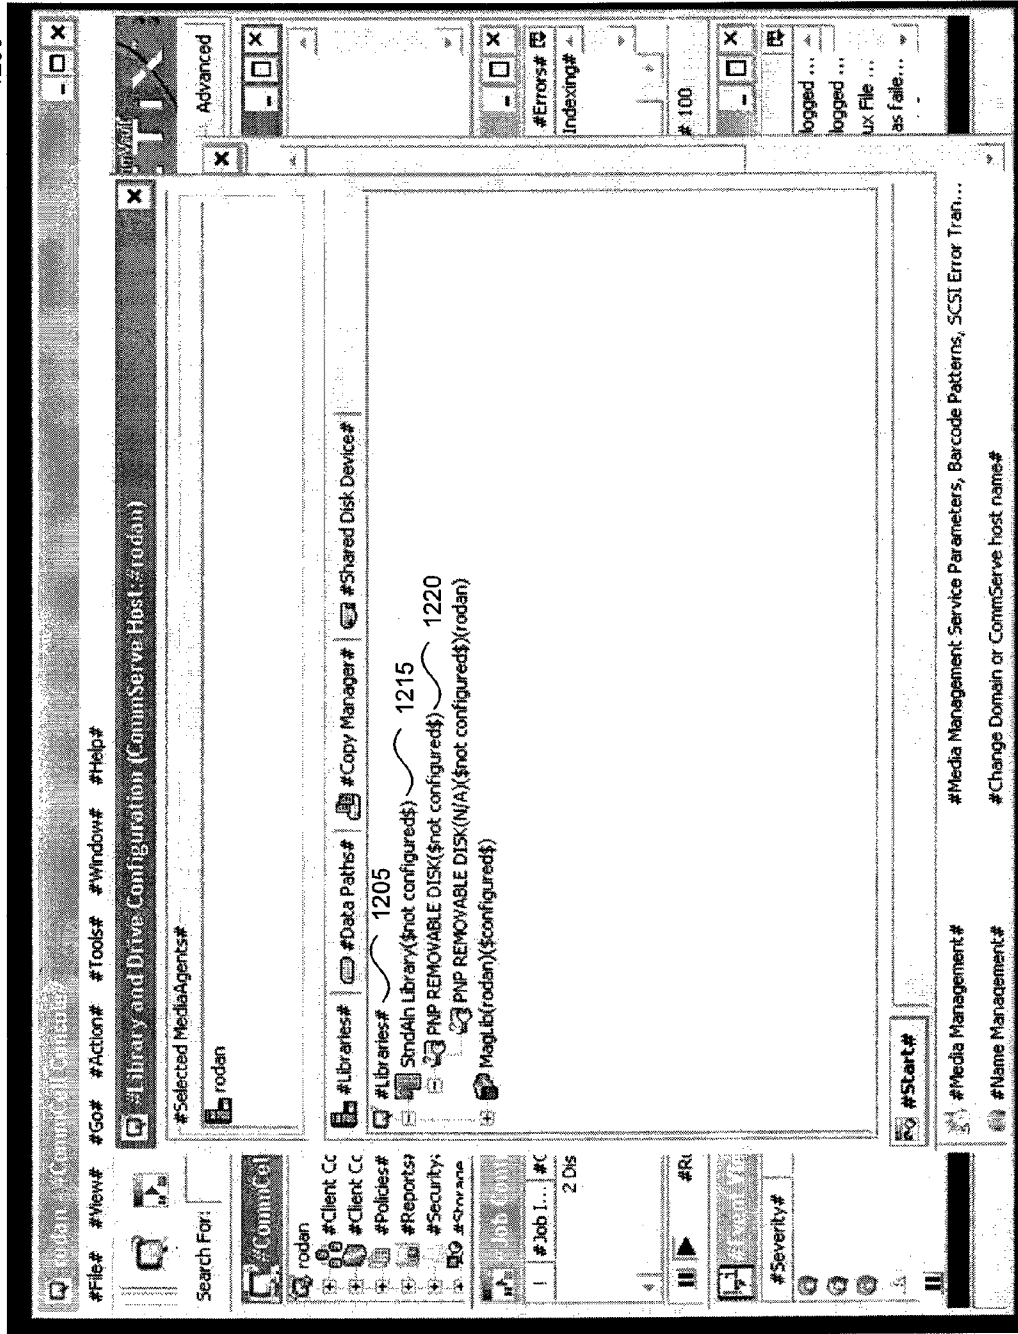 rodan - #CommCell Console#
#File# #View# #Go# #Action# #Tools# #Window# #Help#
Search For:
Advanced
#Library and Drive Configuration (CommServe Host:#rodan)
#Selected MediaAgents#
rodan
#Libraries# #Data Paths# #Copy Manager# #Shared Disk Device#
#Libraries# 1205
StndAln Library($not configured$) 1215
PNP REMOVABLE DISK($not configured$) 1220
PNP REMOVABLE DISK(N/A)($not configured$)(rodan)
MagLib(rodan)($configured$)
#Start#
#CommCel
rodan
#Client Cc
#Client Cc
#Policies#
#Reports#
#Security#
#Storage
#Job I... #C
2 Dis
#Errors#
Indexing#
# 100
#Severity#
logged ...
logged ...
ux File ...
as faile...
#Media Management# #Media Management Service Parameters, Barcode Patterns, SCSI Error Tran...
#Name Management# #Change Domain or CommServe host name#